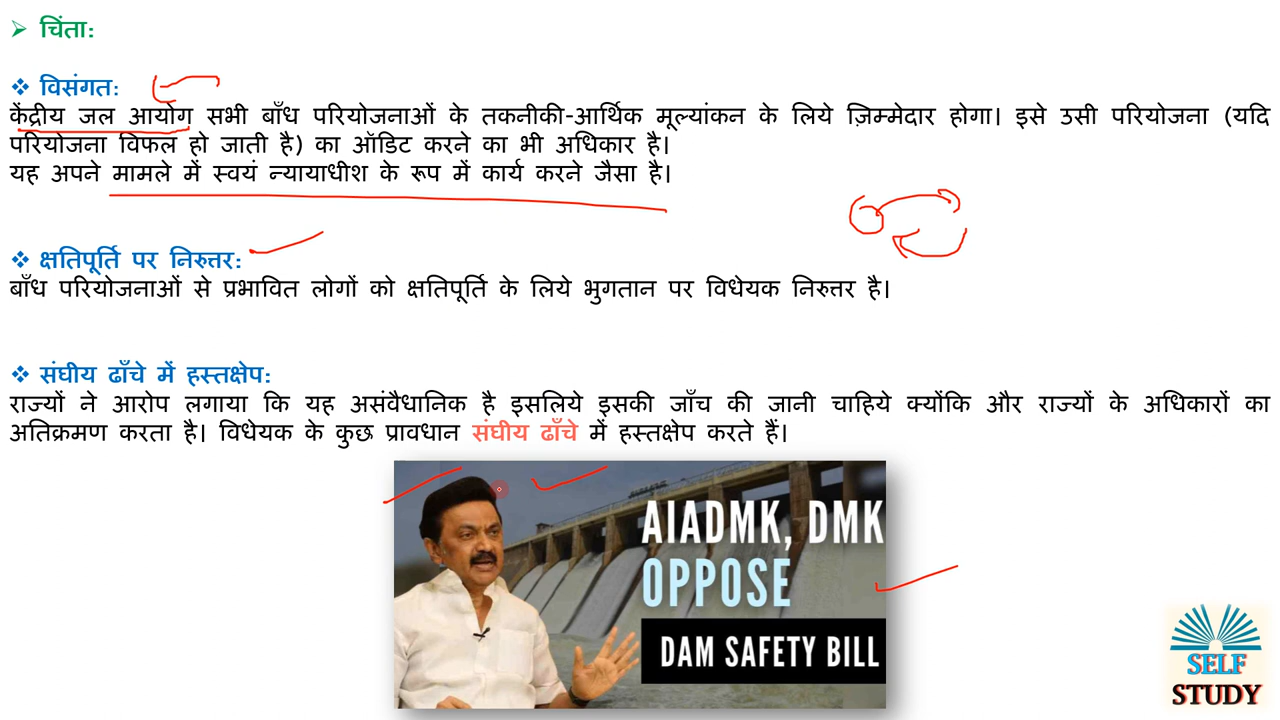 चिंता:
विसंगत:
केंद्रीय जल आयोग सभी बाँध परियोजनाओं के तकनीकी-आर्थिक मूल्यांकन के लिये ज़िम्मेदार होगा। इसे उसी परियोजना (यदि
परियोजना विफल हो जाती है) का ऑडिट करने का भी अधिकार है।
यह अपने मामले में स्वयं न्यायाधीश के रूप में कार्य करने जैसा है।
क्षतिपूर्ति पर निरुत्तर:
बाँध परियोजनाओं से प्रभावित लोगों को क्षतिपूर्ति के लिये भुगतान पर विधेयक निरुत्तर है।
संघीय ढाँचे में हस्तक्षेप:
राज्यों ने आरोप लगाया कि यह असंवैधानिक है इसलिये इसकी जाँच की जानी चाहिये क्योंकि और राज्यों के अधिकारों का
अतिक्रमण करता है। विधेयक के कुछ प्रावधान संघीय ढाँचे में हस्तक्षेप करते हैं।
AIADMK, DMK
OPPOSE
DAM SAFETY BILL
SELF
STUDY